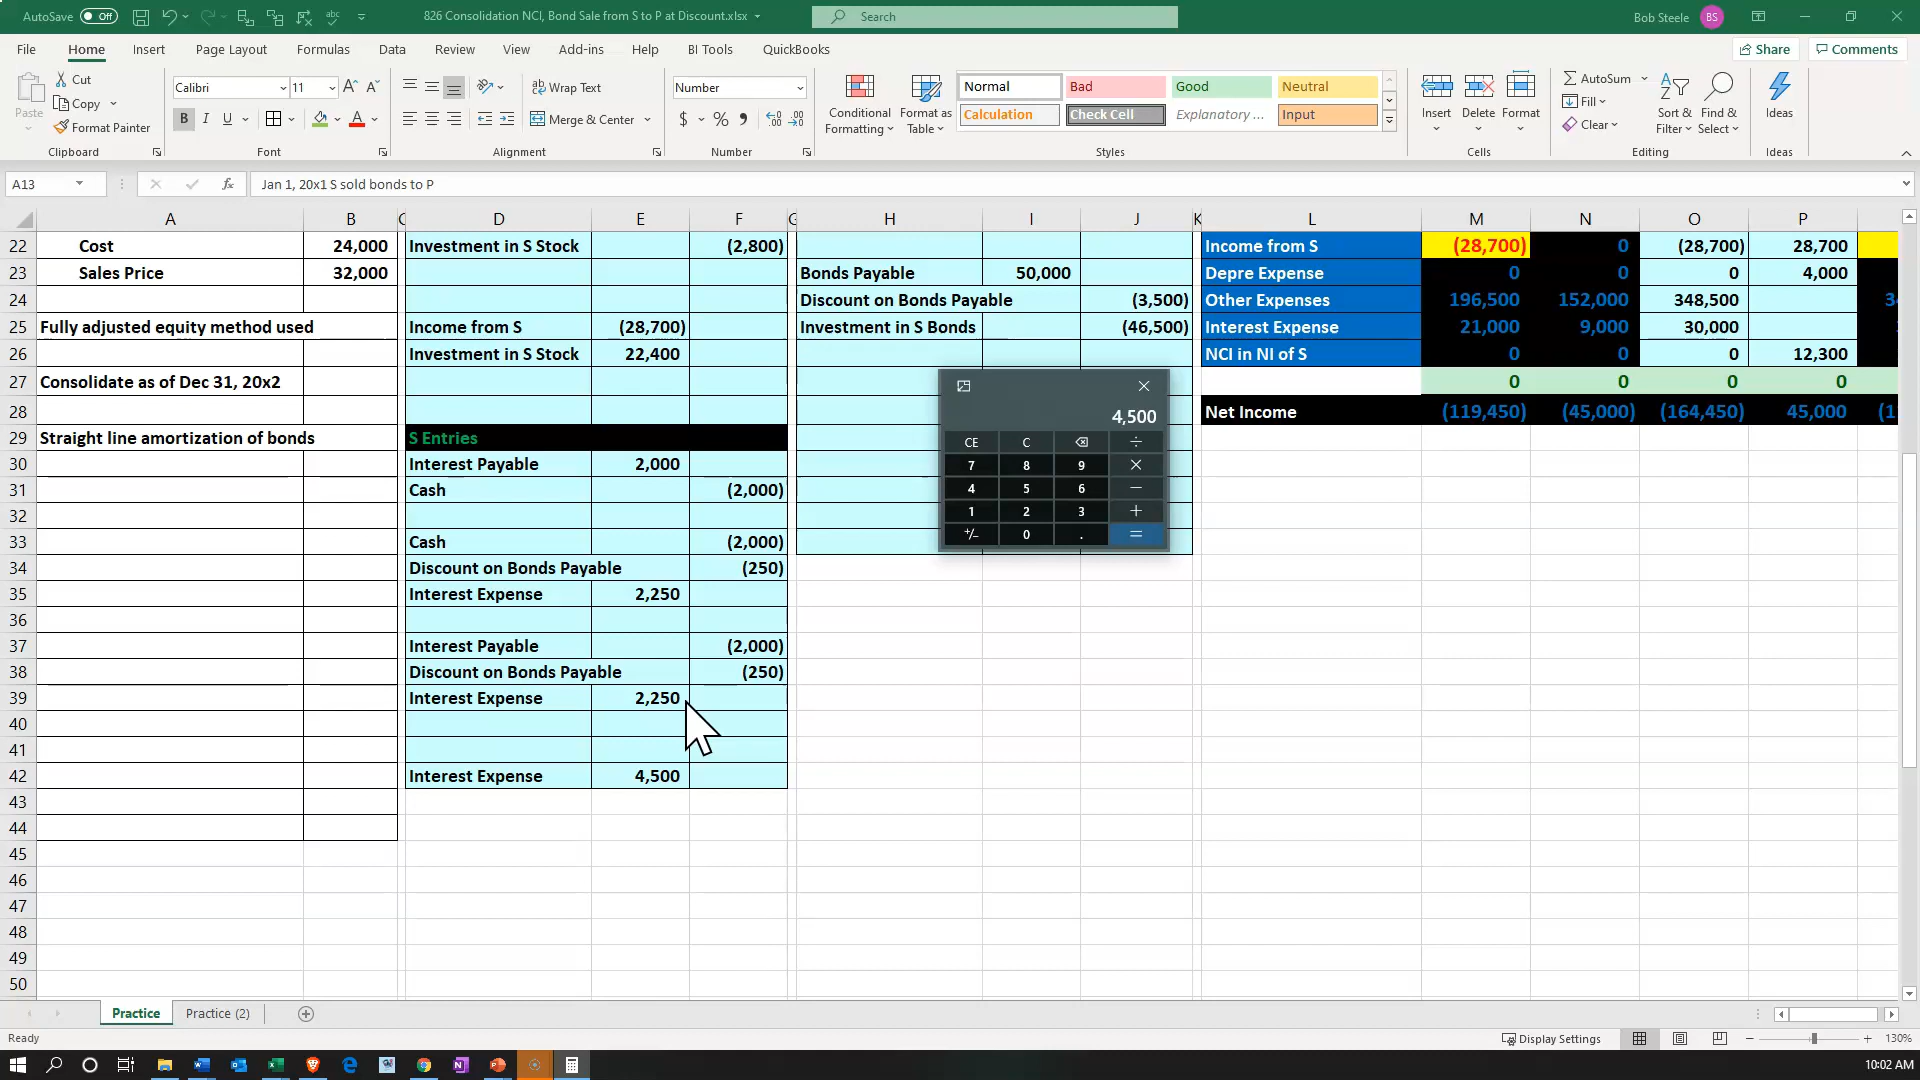 AutoSave Off 826 Consolidation NCI, Bond Sale from S to P at Discount.xlsx Search Bob Steele BS
File Home Insert Page Layout Formulas Data Review View Add-ins Help BI Tools QuickBooks Share Comments
Paste Cut Copy Format Painter Clipboard
Calibri 11 B I U A A Font
Wrap Text Merge & Center Alignment
Number $ % Number
Conditional Formatting Format as Table Normal Bad Good Neutral Calculation Check Cell Explanatory ... Input Styles
Insert Delete Format Cells
AutoSum Fill Clear Sort & Filter Find & Select Editing
Ideas Ideas
A13 fx Jan 1, 20x1 S sold bonds to P
A B C D E F G H I J K L M N O P
22 Cost 24,000 Investment in S Stock (2,800) Income from S (28,700) 0 (28,700) 28,700
23 Sales Price 32,000 Bonds Payable 50,000 Depre Expense 0 0 0 4,000
24 Discount on Bonds Payable (3,500) Other Expenses 196,500 152,000 348,500
25 Fully adjusted equity method used Income from S (28,700) Investment in S Bonds (46,500) Interest Expense 21,000 9,000 30,000
26 Investment in S Stock 22,400 NCI in NI of S 0 0 0 12,300
27 Consolidate as of Dec 31, 20x2 0 0 0 0
28 Net Income (119,450) (45,000) (164,450) 45,000
29 Straight line amortization of bonds S Entries
30 Interest Payable 2,000
31 Cash (2,000)
32
33 Cash (2,000)
34 Discount on Bonds Payable (250)
35 Interest Expense 2,250
36
37 Interest Payable (2,000)
38 Discount on Bonds Payable (250)
39 Interest Expense 2,250
40
41
42 Interest Expense 4,500
43
44
45
46
47
48
49
50
4,500
CE C ⌫ ÷
7 8 9 ×
4 5 6 −
1 2 3 +
+/− 0 . =
Practice Practice (2)
Ready Display Settings 130%
10:02 AM